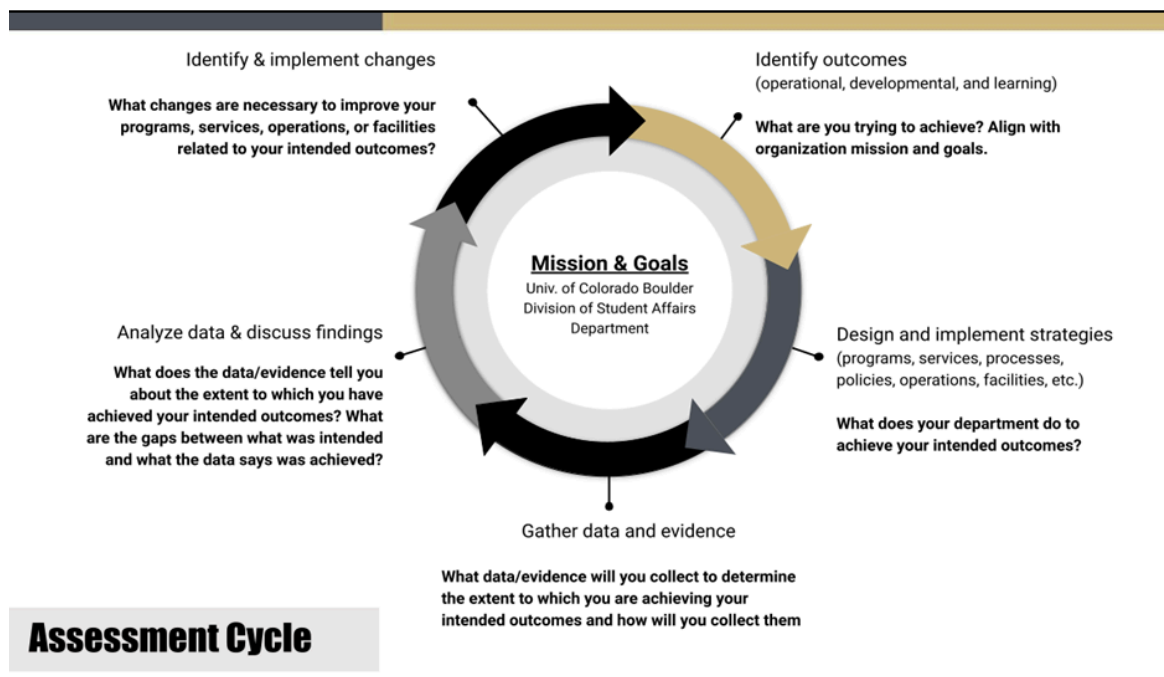 Identify & implement changes
What changes are necessary to improve your
programs, services, operations, or facilities
related to your intended outcomes?
Identify outcomes
(operational, developmental, and learning)
What are you trying to achieve? Align with
organization mission and goals.
Mission & Goals
Univ. of Colorado Boulder
Division of Student Affairs
Department
Analyze data & discuss findings
What does the data/evidence tell you
about the extent to which you have
achieved your intended outcomes? What
are the gaps between what was intended
and what the data says was achieved?
Design and implement strategies
(programs, services, processes,
policies, operations, facilities, etc.)
What does your department do to
achieve your intended outcomes?
Gather data and evidence
What data/evidence will you collect to determine
the extent to which you are achieving your
intended outcomes and how will you collect them
Assessment Cycle